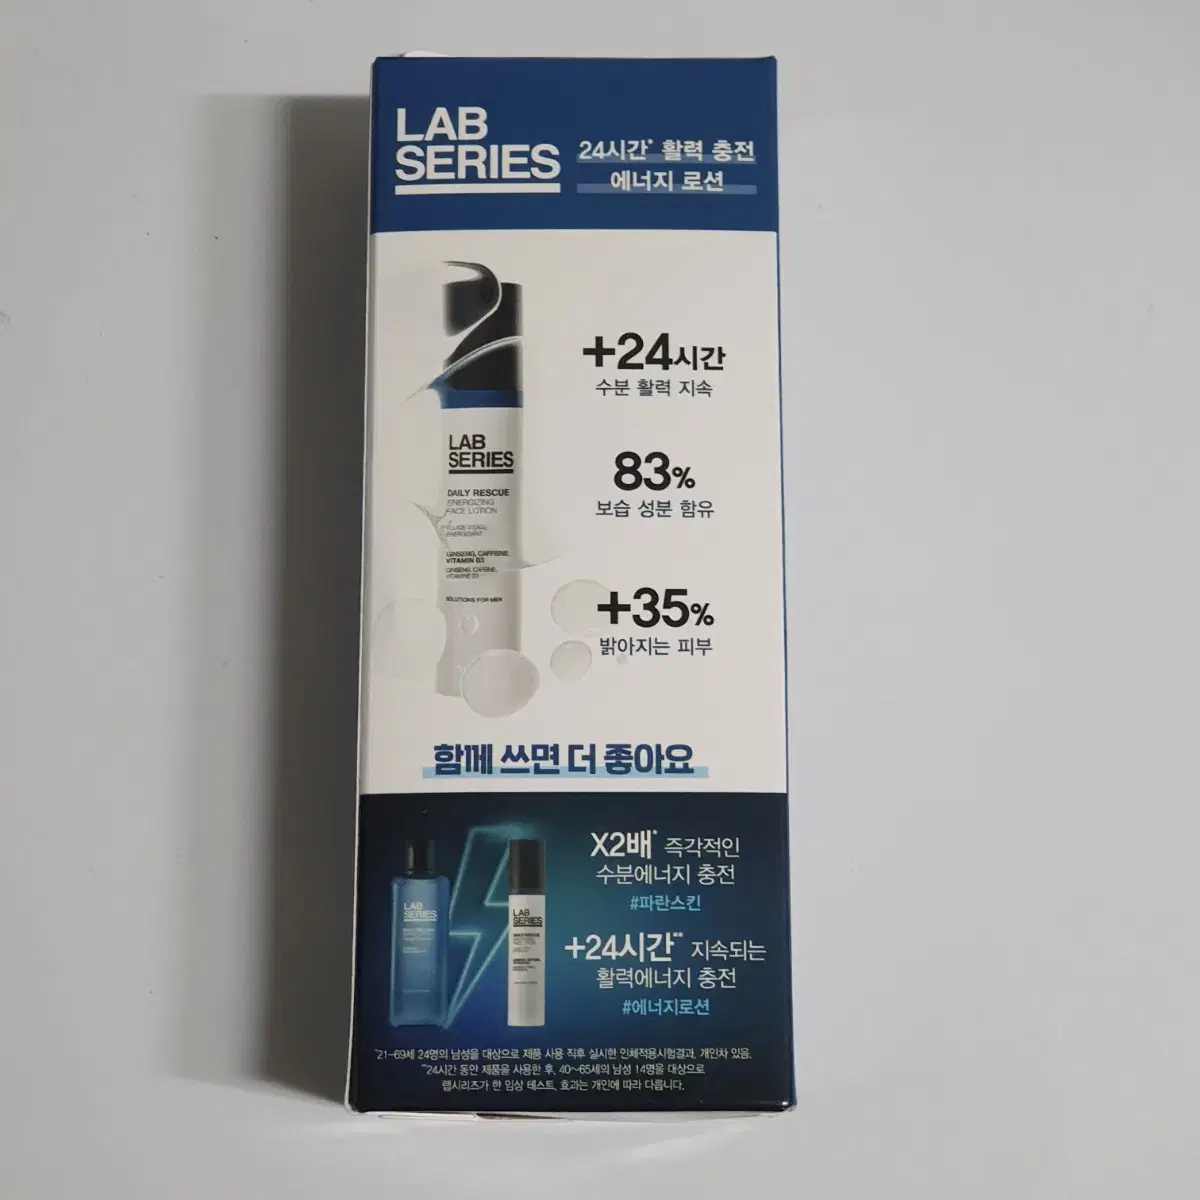 LAB
SERIES
24시간* 활력 충전
에너지 로션
+24시간
수분 활력 지속
83%
보습 성분 함유
+35%
밝아지는 피부
LAB
SERIES
DAILY RESCUE
ENERGIZING
FACE LOTION
FLUIDE VISAGE
ENERGISANT
GINSENG, CAFFEINE,
VITAMIN B3
GINSENG, CAFÉINE,
VITAMINE B3
SOLUTIONS FOR MEN
함께 쓰면 더 좋아요
LAB
SERIES
LAB
SERIES
DAILY RESCUE
X2배* 즉각적인
수분에너지 충전
#파란스킨
+24시간** 지속되는
활력에너지 충전
#에너지로션
*21-69세 24명의 남성을 대상으로 제품 사용 직후 실시한 인체적용시험결과, 개인차 있음.
**24시간 동안 제품을 사용한 후, 40~65세의 남성 14명을 대상으로
랩시리즈가 한 임상 테스트, 효과는 개인에 따라 다릅니다.